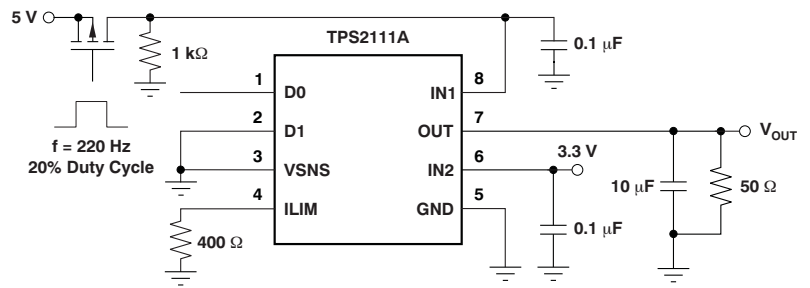 5 V
TPS2111A
1 kΩ
0.1 μF
1
D0
IN1
8
2
D1
OUT
7
VOUT
f = 220 Hz
20% Duty Cycle
3
VSNS
IN2
6
3.3 V
10 μF
50 Ω
4
ILIM
GND
5
0.1 μF
400 Ω